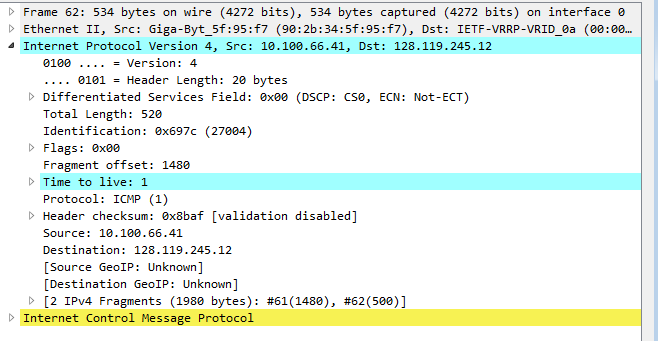 Frame 62: 534 bytes on wire (4272 bits), 534 bytes captured (4272 bits) on interface 0
Ethernet II, Src: Giga-Byt_5f:95:f7 (90:2b:34:5f:95:f7), Dst: IETF-VRRP-VRID_0a (00:00…
Internet Protocol Version 4, Src: 10.100.66.41, Dst: 128.119.245.12
0100 .... = Version: 4
.... 0101 = Header Length: 20 bytes
Differentiated Services Field: 0x00 (DSCP: CS0, ECN: Not-ECT)
Total Length: 520
Identification: 0x697c (27004)
Flags: 0x00
Fragment offset: 1480
Time to live: 1
Protocol: ICMP (1)
Header checksum: 0x8baf [validation disabled]
Source: 10.100.66.41
Destination: 128.119.245.12
[Source GeoIP: Unknown]
[Destination GeoIP: Unknown]
[2 IPv4 Fragments (1980 bytes): #61(1480), #62(500)]
Internet Control Message Protocol